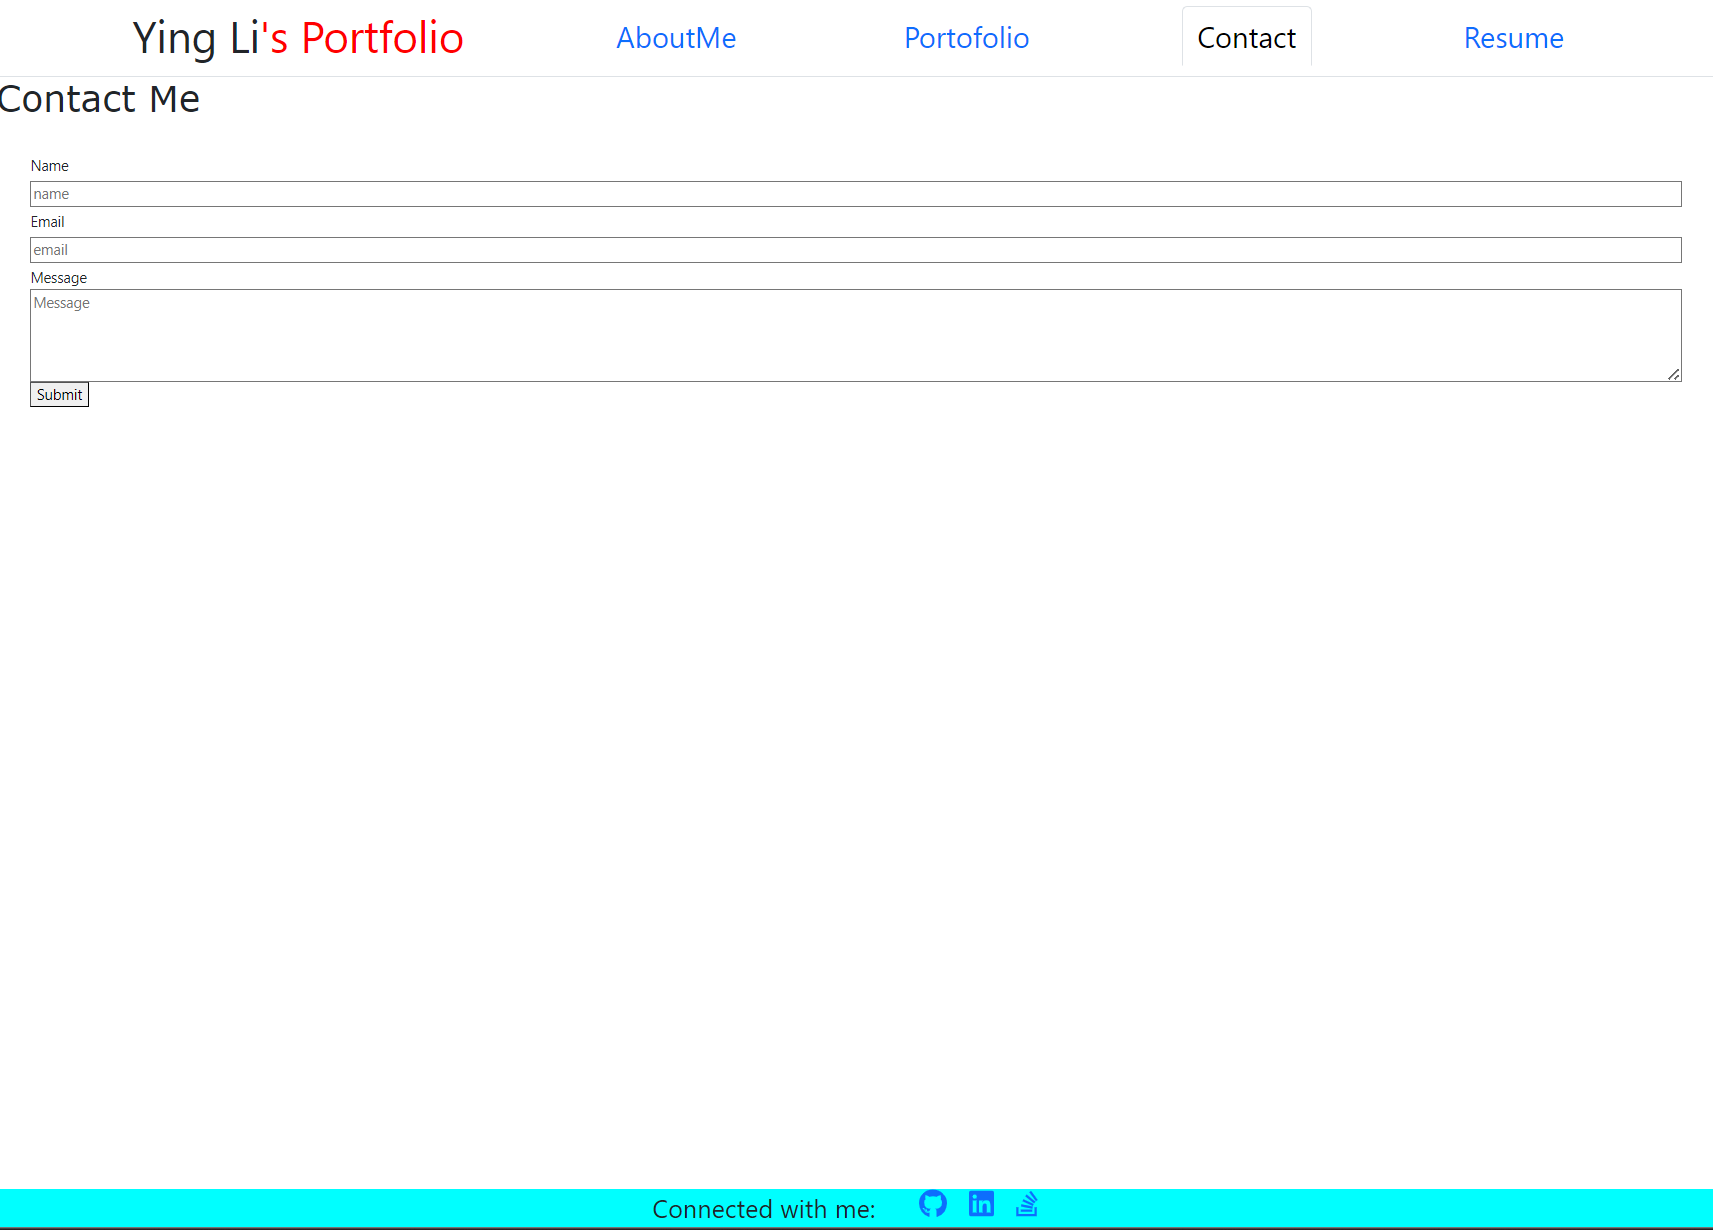 Ying Li's Portfolio AboutMe Portofolio Contact Resume
Contact Me
Name
name
Email
email
Message
Message
Submit
Connected with me: